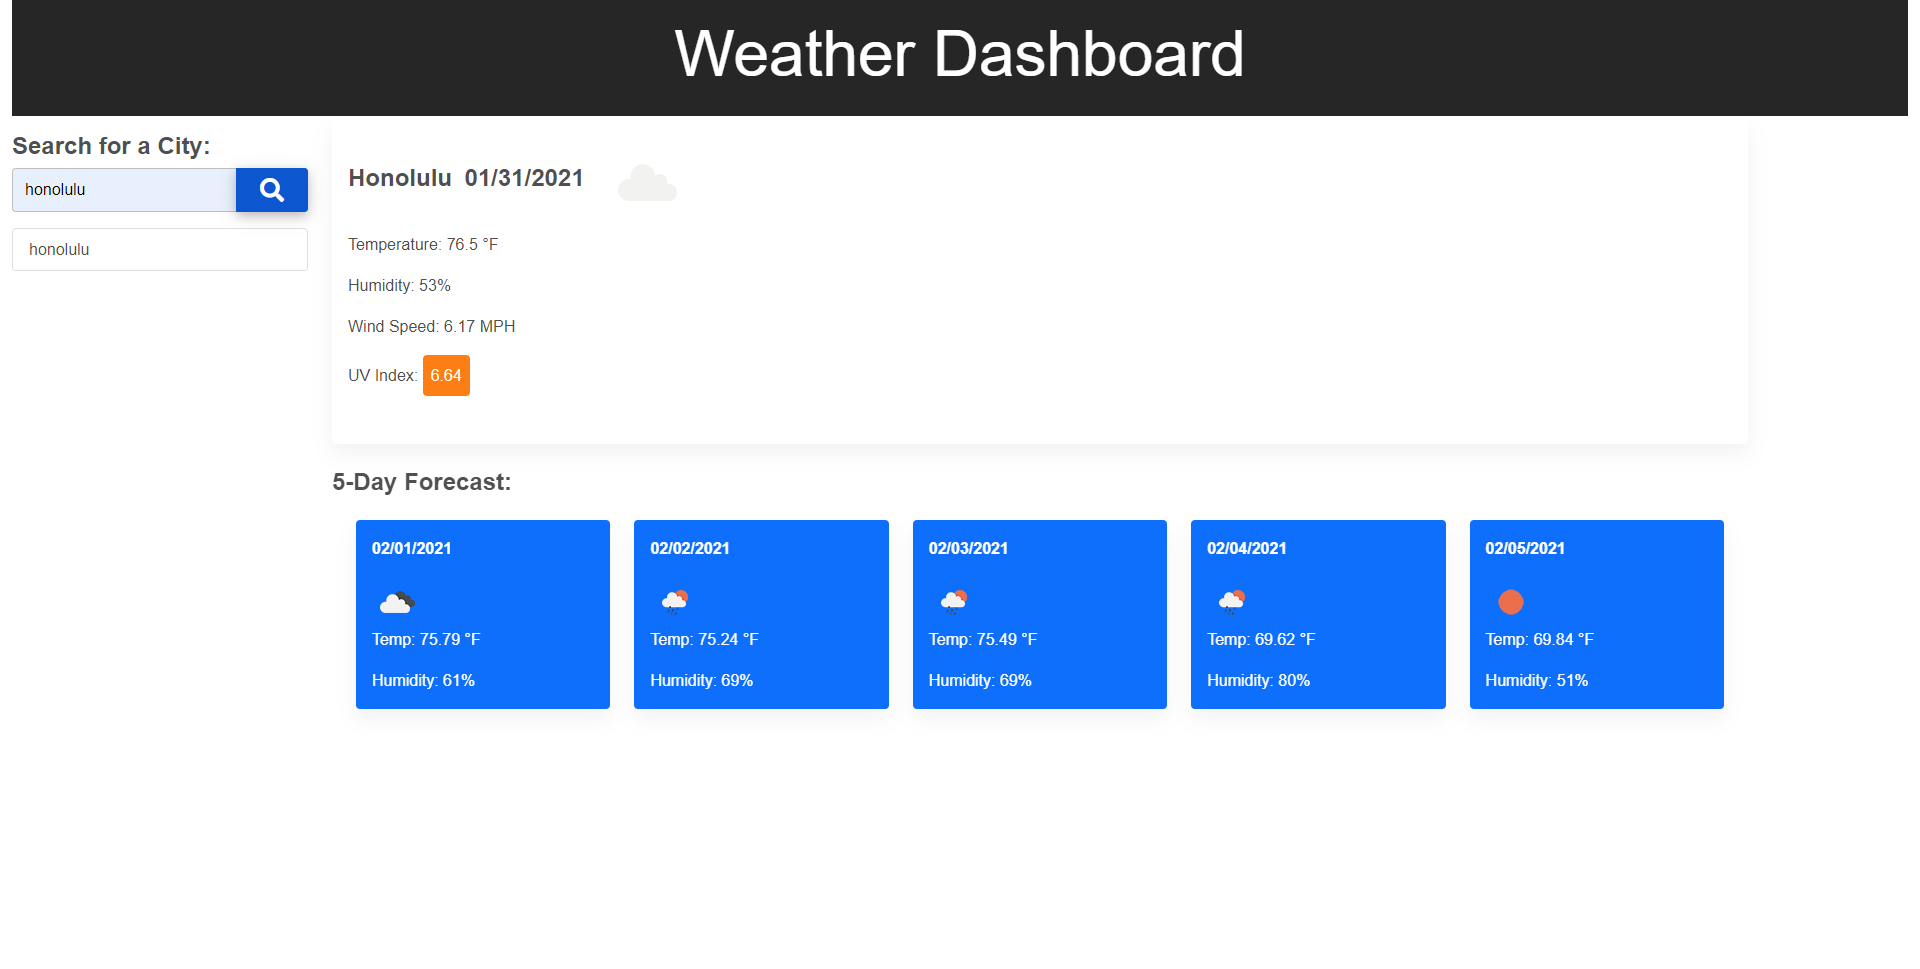 Weather Dashboard
Search for a City:
honolulu
honolulu
Honolulu 01/31/2021
Temperature: 76.5 °F
Humidity: 53%
Wind Speed: 6.17 MPH
UV Index: 6.64
5-Day Forecast:
02/01/2021
Temp: 75.79 °F
Humidity: 61%
02/02/2021
Temp: 75.24 °F
Humidity: 69%
02/03/2021
Temp: 75.49 °F
Humidity: 69%
02/04/2021
Temp: 69.62 °F
Humidity: 80%
02/05/2021
Temp: 69.84 °F
Humidity: 51%